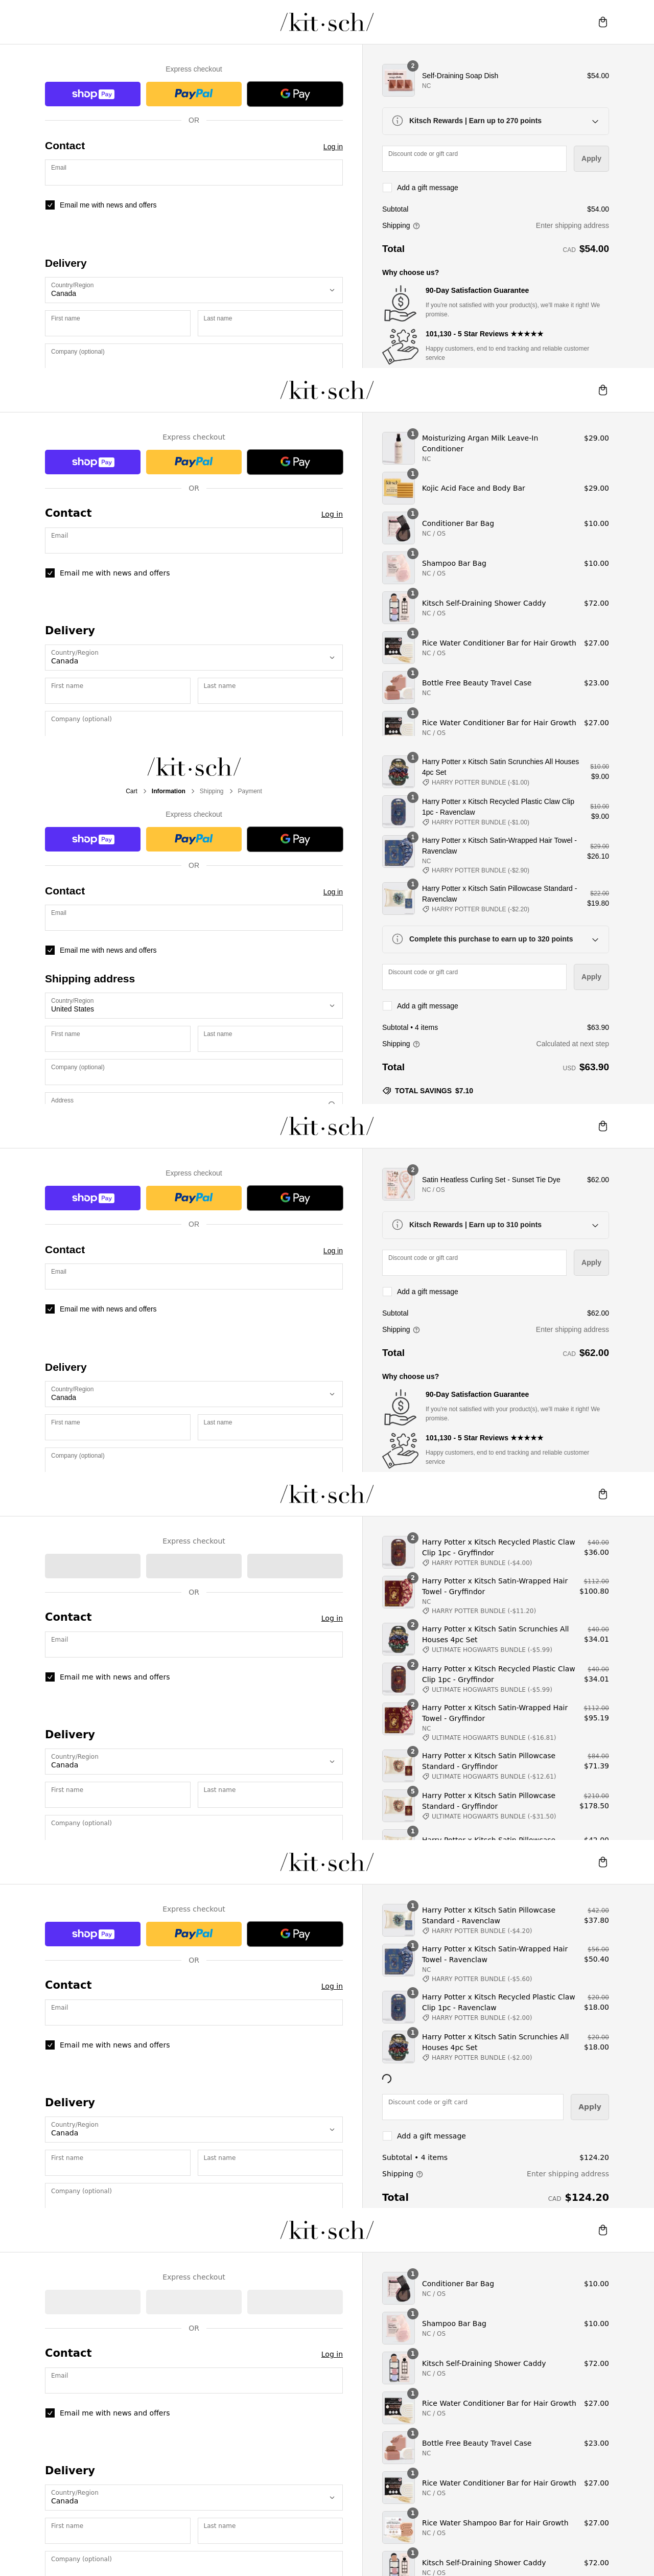 /kit·sch/
Express checkout
shop Pay
PayPal
G Pay
OR
Contact
Log in
Email
Email me with news and offers
Delivery
Country/Region
Canada
First name
Last name
Company (optional)
2
Self-Draining Soap Dish
$54.00
NC
Kitsch Rewards | Earn up to 270 points
Discount code or gift card
Apply
Add a gift message
Subtotal
$54.00
Shipping
Enter shipping address
Total
CAD $54.00
Why choose us?
90-Day Satisfaction Guarantee
If you're not satisfied with your product(s), we'll make it right! We
promise.
101,130 - 5 Star Reviews ★★★★★
Happy customers, end to end tracking and reliable customer
service
/kit·sch/
Express checkout
shop Pay
PayPal
G Pay
OR
Contact
Log in
Email
Email me with news and offers
Delivery
Country/Region
Canada
First name
Last name
Company (optional)
1
Moisturizing Argan Milk Leave-In
Conditioner
$29.00
NC
1
Kojic Acid Face and Body Bar
$29.00
1
Conditioner Bar Bag
$10.00
NC / OS
1
Shampoo Bar Bag
$10.00
NC / OS
1
Kitsch Self-Draining Shower Caddy
$72.00
NC / OS
1
Rice Water Conditioner Bar for Hair Growth
$27.00
NC / OS
1
Bottle Free Beauty Travel Case
$23.00
NC
1
Rice Water Conditioner Bar for Hair Growth
$27.00
NC / OS
/kit·sch/
Cart > Information > Shipping > Payment
Express checkout
shop Pay
PayPal
G Pay
OR
Contact
Log in
Email
Email me with news and offers
Shipping address
Country/Region
United States
First name
Last name
Company (optional)
Address
1
Harry Potter x Kitsch Satin Scrunchies All Houses
4pc Set
$10.00
$9.00
HARRY POTTER BUNDLE (-$1.00)
1
Harry Potter x Kitsch Recycled Plastic Claw Clip
1pc - Ravenclaw
$10.00
$9.00
HARRY POTTER BUNDLE (-$1.00)
1
Harry Potter x Kitsch Satin-Wrapped Hair Towel -
Ravenclaw
$29.00
$26.10
NC
HARRY POTTER BUNDLE (-$2.90)
1
Harry Potter x Kitsch Satin Pillowcase Standard -
Ravenclaw
$22.00
$19.80
HARRY POTTER BUNDLE (-$2.20)
Complete this purchase to earn up to 320 points
Discount code or gift card
Apply
Add a gift message
Subtotal • 4 items
$63.90
Shipping
Calculated at next step
Total
USD $63.90
TOTAL SAVINGS $7.10
/kit·sch/
Express checkout
shop Pay
PayPal
G Pay
OR
Contact
Log in
Email
Email me with news and offers
Delivery
Country/Region
Canada
First name
Last name
Company (optional)
2
Satin Heatless Curling Set - Sunset Tie Dye
$62.00
NC / OS
Kitsch Rewards | Earn up to 310 points
Discount code or gift card
Apply
Add a gift message
Subtotal
$62.00
Shipping
Enter shipping address
Total
CAD $62.00
Why choose us?
90-Day Satisfaction Guarantee
If you're not satisfied with your product(s), we'll make it right! We
promise.
101,130 - 5 Star Reviews ★★★★★
Happy customers, end to end tracking and reliable customer
service
/kit·sch/
Express checkout
OR
Contact
Log in
Email
Email me with news and offers
Delivery
Country/Region
Canada
First name
Last name
Company (optional)
2
Harry Potter x Kitsch Recycled Plastic Claw
Clip 1pc - Gryffindor
$40.00
$36.00
HARRY POTTER BUNDLE (-$4.00)
2
Harry Potter x Kitsch Satin-Wrapped Hair
Towel - Gryffindor
$112.00
$100.80
NC
HARRY POTTER BUNDLE (-$11.20)
2
Harry Potter x Kitsch Satin Scrunchies All
Houses 4pc Set
$40.00
$34.01
ULTIMATE HOGWARTS BUNDLE (-$5.99)
2
Harry Potter x Kitsch Recycled Plastic Claw
Clip 1pc - Gryffindor
$40.00
$34.01
ULTIMATE HOGWARTS BUNDLE (-$5.99)
2
Harry Potter x Kitsch Satin-Wrapped Hair
Towel - Gryffindor
$112.00
$95.19
NC
ULTIMATE HOGWARTS BUNDLE (-$16.81)
2
Harry Potter x Kitsch Satin Pillowcase
Standard - Gryffindor
$84.00
$71.39
ULTIMATE HOGWARTS BUNDLE (-$12.61)
5
Harry Potter x Kitsch Satin Pillowcase
Standard - Gryffindor
$210.00
$178.50
ULTIMATE HOGWARTS BUNDLE (-$31.50)
1
Harry Potter x Kitsch Satin Pillowcase
$42.00
/kit·sch/
Express checkout
shop Pay
PayPal
G Pay
OR
Contact
Log in
Email
Email me with news and offers
Delivery
Country/Region
Canada
First name
Last name
Company (optional)
1
Harry Potter x Kitsch Satin Pillowcase
Standard - Ravenclaw
$42.00
$37.80
HARRY POTTER BUNDLE (-$4.20)
1
Harry Potter x Kitsch Satin-Wrapped Hair
Towel - Ravenclaw
$56.00
$50.40
NC
HARRY POTTER BUNDLE (-$5.60)
1
Harry Potter x Kitsch Recycled Plastic Claw
Clip 1pc - Ravenclaw
$20.00
$18.00
HARRY POTTER BUNDLE (-$2.00)
1
Harry Potter x Kitsch Satin Scrunchies All
Houses 4pc Set
$20.00
$18.00
HARRY POTTER BUNDLE (-$2.00)
Discount code or gift card
Apply
Add a gift message
Subtotal • 4 items
$124.20
Shipping
Enter shipping address
Total
CAD $124.20
/kit·sch/
Express checkout
OR
Contact
Log in
Email
Email me with news and offers
Delivery
Country/Region
Canada
First name
Last name
Company (optional)
1
Conditioner Bar Bag
$10.00
NC / OS
1
Shampoo Bar Bag
$10.00
NC / OS
1
Kitsch Self-Draining Shower Caddy
$72.00
NC / OS
1
Rice Water Conditioner Bar for Hair Growth
$27.00
NC / OS
1
Bottle Free Beauty Travel Case
$23.00
NC
1
Rice Water Conditioner Bar for Hair Growth
$27.00
NC / OS
1
Rice Water Shampoo Bar for Hair Growth
$27.00
NC / OS
1
Kitsch Self-Draining Shower Caddy
$72.00
NC / OS